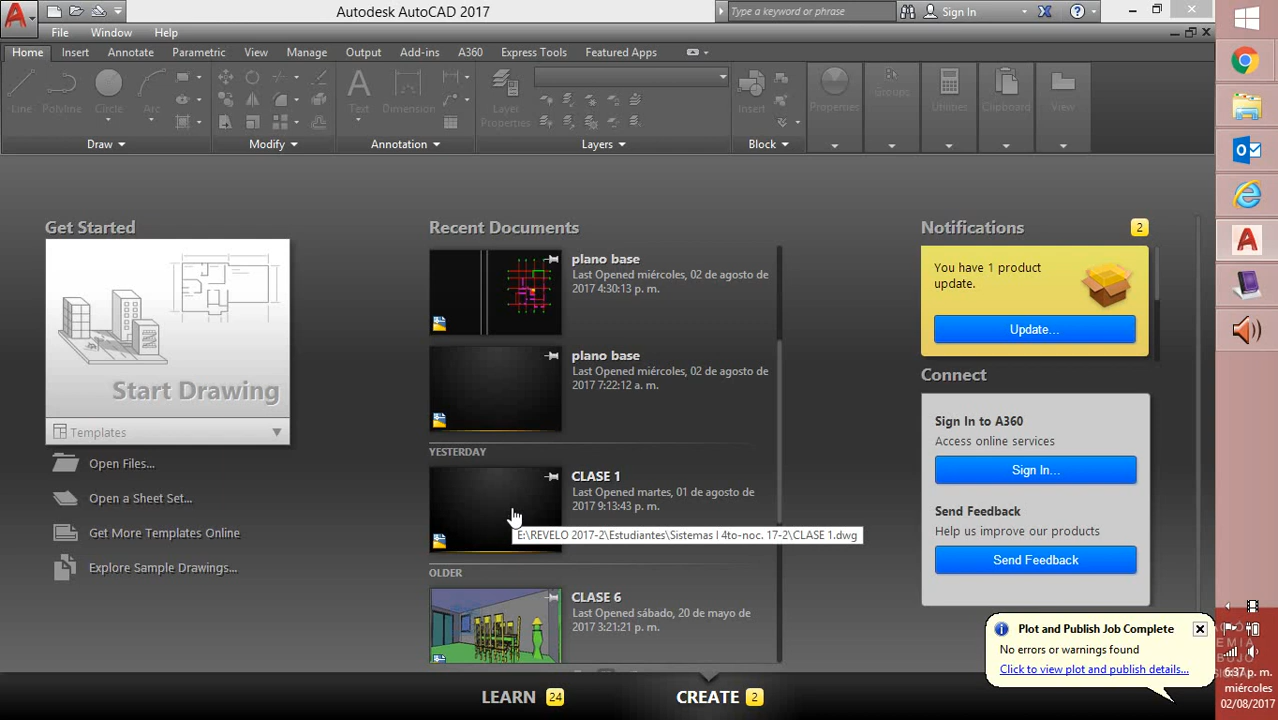 Autodesk AutoCAD 2017
Type a keyword or phrase
Sign In
File Window Help
Home Insert Annotate Parametric View Manage Output Add-ins A360 Express Tools Featured Apps
Line Polyline Circle Arc Text Dimension Layer Properties Insert Properties Groups Utilities Clipboard View
Draw Modify Annotation Layers Block
Get Started
Start Drawing
Templates
Open Files...
Open a Sheet Set...
Get More Templates Online
Explore Sample Drawings...
Recent Documents
plano base
Last Opened miércoles, 02 de agosto de
2017 4:30:13 p. m.
plano base
Last Opened miércoles, 02 de agosto de
2017 7:22:12 a. m.
YESTERDAY
CLASE 1
Last Opened martes, 01 de agosto de
2017 9:13:43 p. m.
E:\REVELO 2017-2\Estudiantes\Sistemas I 4to-noc. 17-2\CLASE 1.dwg
OLDER
CLASE 6
Last Opened sábado, 20 de mayo de
2017 3:21:21 p. m.
Notifications 2
You have 1 product
update.
Update...
Connect
Sign In to A360
Access online services
Sign In...
Send Feedback
Help us improve our products
Send Feedback
Plot and Publish Job Complete
No errors or warnings found
Click to view plot and publish details...
LEARN 24 CREATE 2
6:37 p. m.
miércoles
02/08/2017